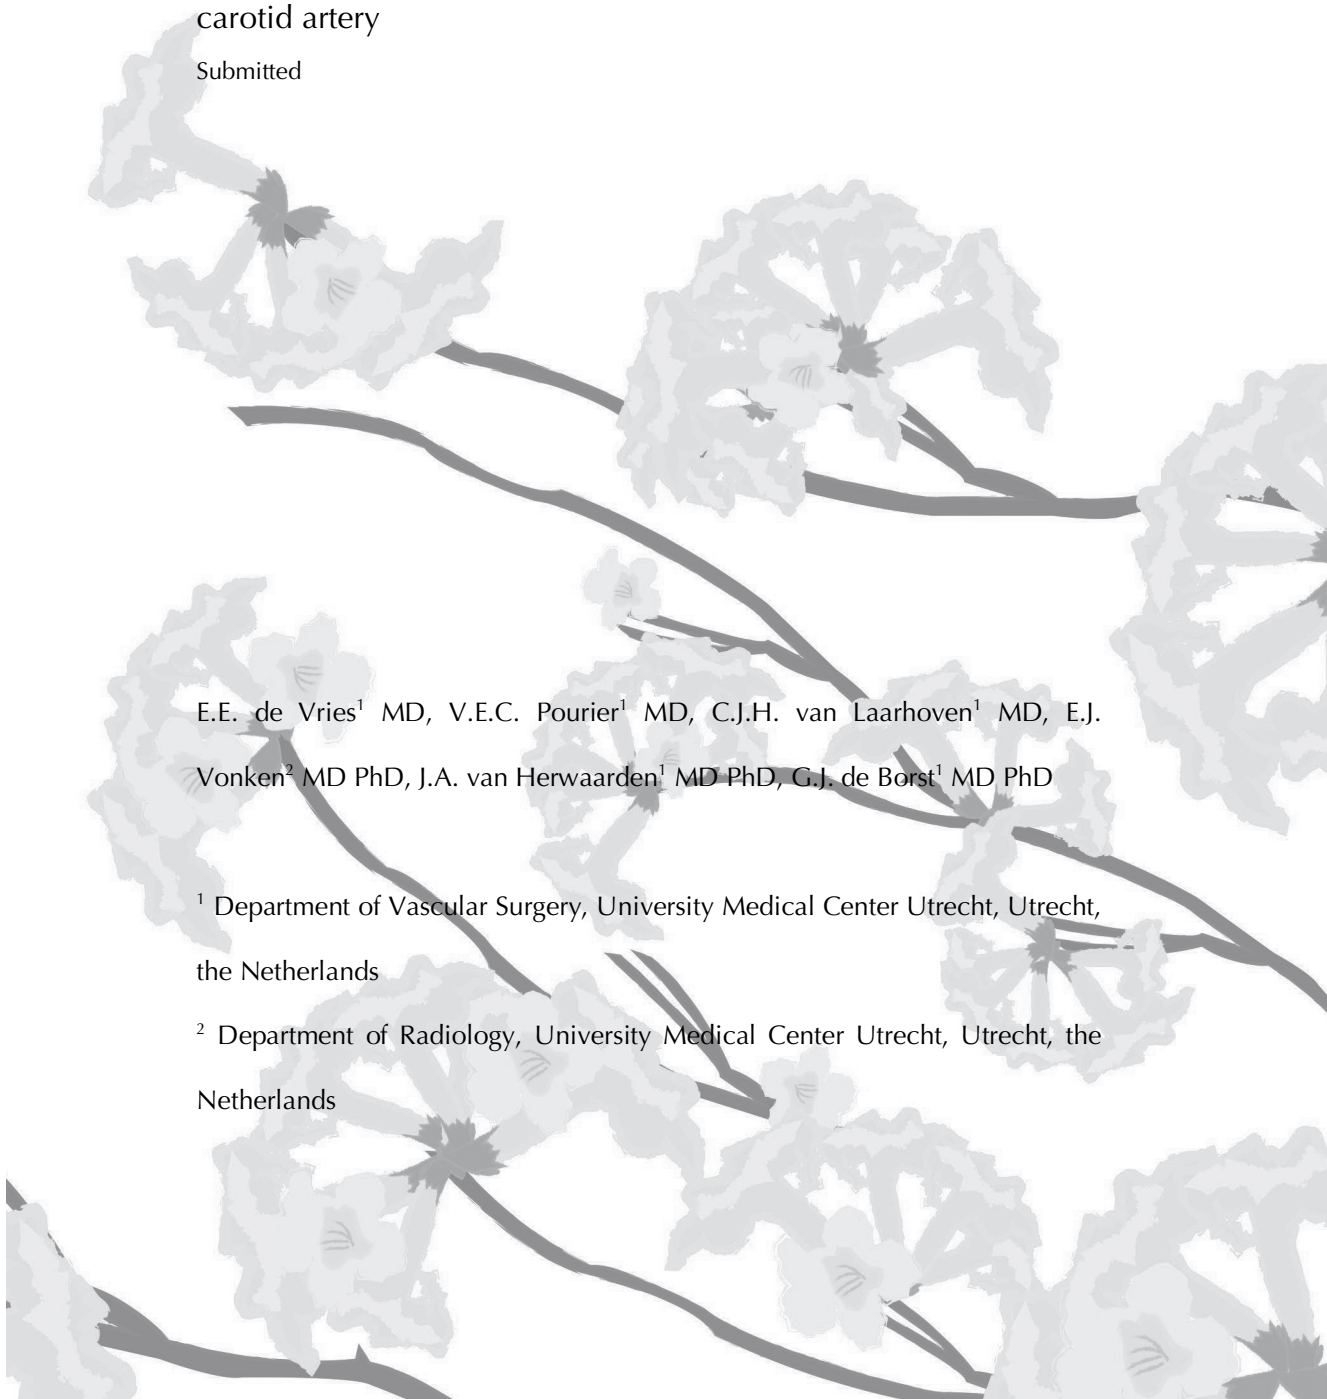 carotid artery
Submitted
E.E. de Vries¹ MD, V.E.C. Pourier¹ MD, C.J.H. van Laarhoven¹ MD, E.J.
Vonken² MD PhD, J.A. van Herwaarden¹ MD PhD, G.J. de Borst¹ MD PhD
¹ Department of Vascular Surgery, University Medical Center Utrecht, Utrecht,
the Netherlands
² Department of Radiology, University Medical Center Utrecht, Utrecht, the
Netherlands